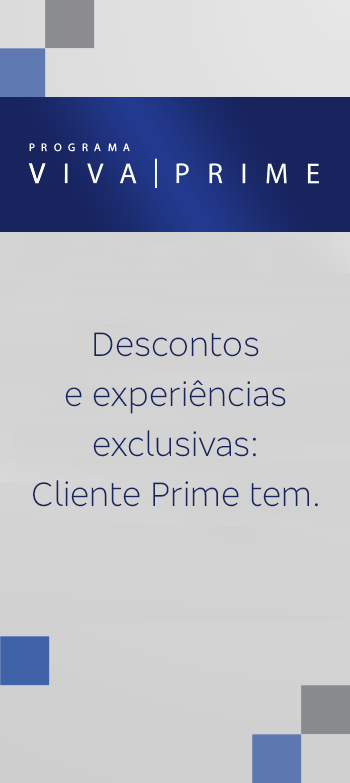 PROGRAMA
VIVA|PRIME
Descontos
e experiências
exclusivas:
Cliente Prime tem.